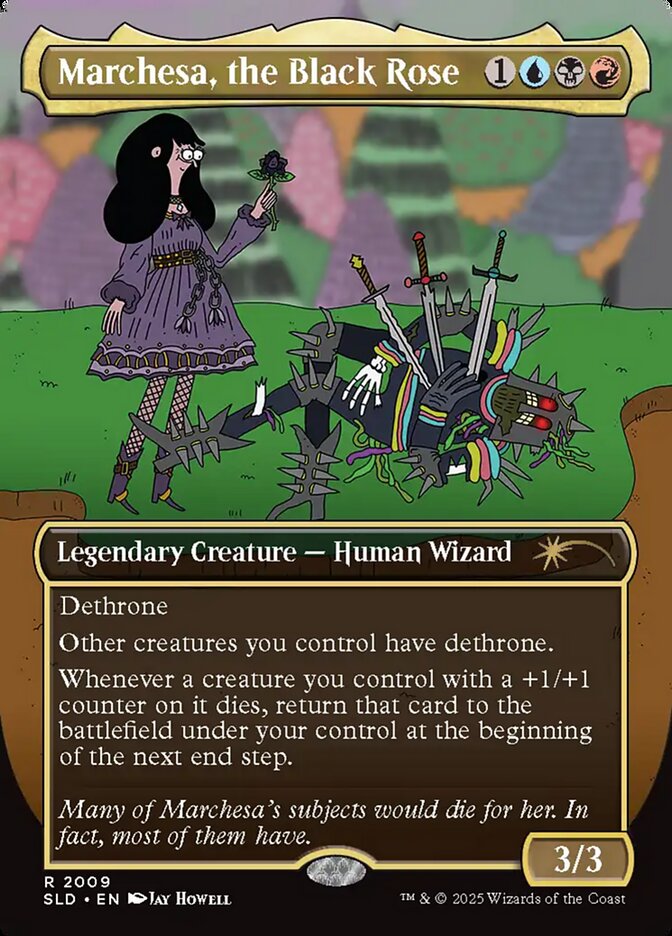 Marchesa, the Black Rose 1
Legendary Creature — Human Wizard
Dethrone
Other creatures you control have dethrone.
Whenever a creature you control with a +1/+1
counter on it dies, return that card to the
battlefield under your control at the beginning
of the next end step.
Many of Marchesa's subjects would die for her. In
fact, most of them have.
3/3
R 2009
SLD • EN Jay Howell
™ & © 2025 Wizards of the Coast